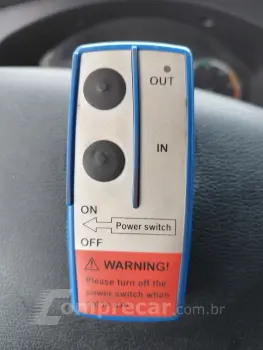 OUT
IN
ON
Power switch
OFF
WARNING!
Please turn off the
power switch when
comprecar.com.br